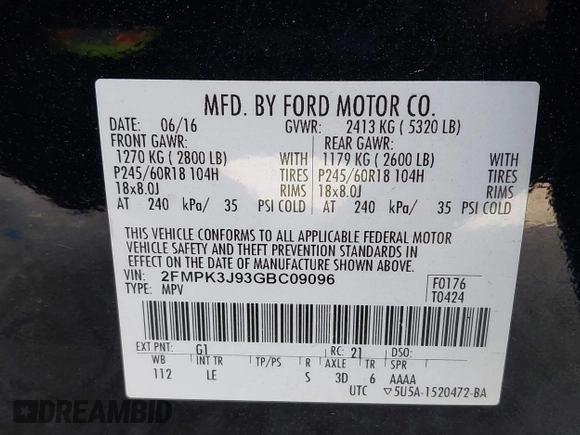 MFD. BY FORD MOTOR CO.
DATE: 06/16 GVWR: 2413 KG ( 5320 LB)
FRONT GAWR: REAR GAWR:
1270 KG ( 2800 LB) WITH 1179 KG ( 2600 LB) WITH
P245/60R18 104H TIRES P245/60R18 104H TIRES
18x8.0J RIMS 18x8.0J RIMS
AT 240 kPa/ 35 PSI COLD AT 240 kPa/ 35 PSI COLD
THIS VEHICLE CONFORMS TO ALL APPLICABLE FEDERAL MOTOR
VEHICLE SAFETY AND THEFT PREVENTION STANDARDS IN
EFFECT ON THE DATE OF MANUFACTURE SHOWN ABOVE.
VIN: 2FMPK3J93GBC09096 F0176
TYPE: MPV T0424
EXT PNT: G1 RC: 21 DSO:
WB INT TR TP/PS R AXLE TR SPR
112 LE S 3D 6 AAAA
UTC ▽5U5A-1520472-BA
DREAMBID